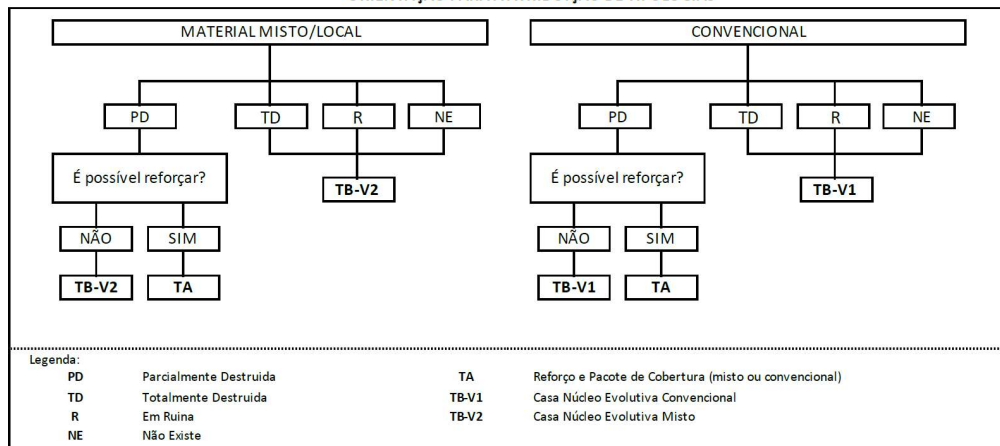 MATERIAL MISTO/LOCAL
PD
TD
R
NE
É possível reforçar?
TB-V2
NÃO
SIM
TB-V2
TA
CONVENCIONAL
PD
TD
R
NE
É possível reforçar?
TB-V1
NÃO
SIM
TB-V1
TA
Legenda:
PD Parcialmente Destruida
TD Totalmente Destruida
R Em Ruina
NE Não Existe
TA Reforço e Pacote de Cobertura (misto ou convencional)
TB-V1 Casa Núcleo Evolutiva Convencional
TB-V2 Casa Núcleo Evolutiva Misto